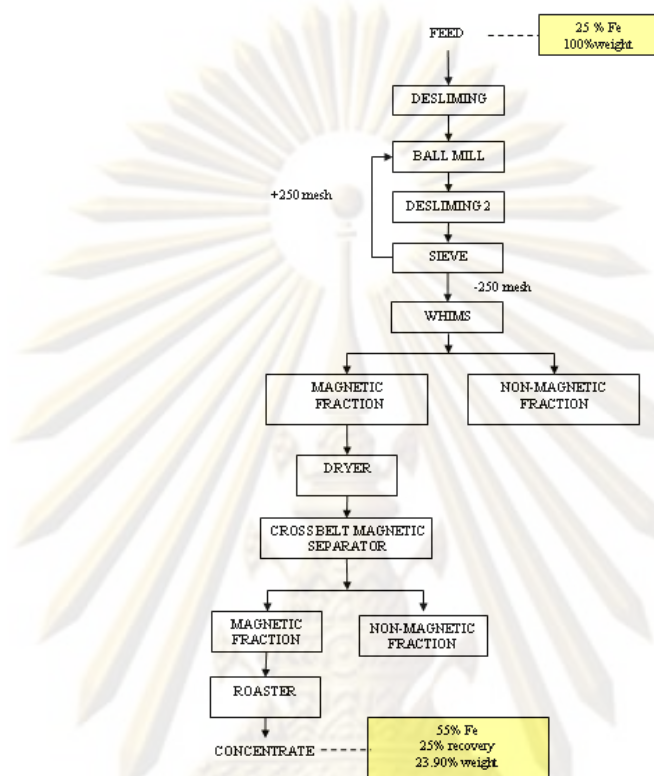 FEED
25 % Fe
100%weight
DESLIMING
BALL MILL
+250 mesh
DESLIMING 2
SIEVE
-250 mesh
WHIMS
MAGNETIC
FRACTION
NON-MAGNETIC
FRACTION
DRYER
CROSSBELT MAGNETIC
SEPARATOR
MAGNETIC
FRACTION
NON-MAGNETIC
FRACTION
ROASTER
CONCENTRATE
55% Fe
25% recovery
23.90% weight